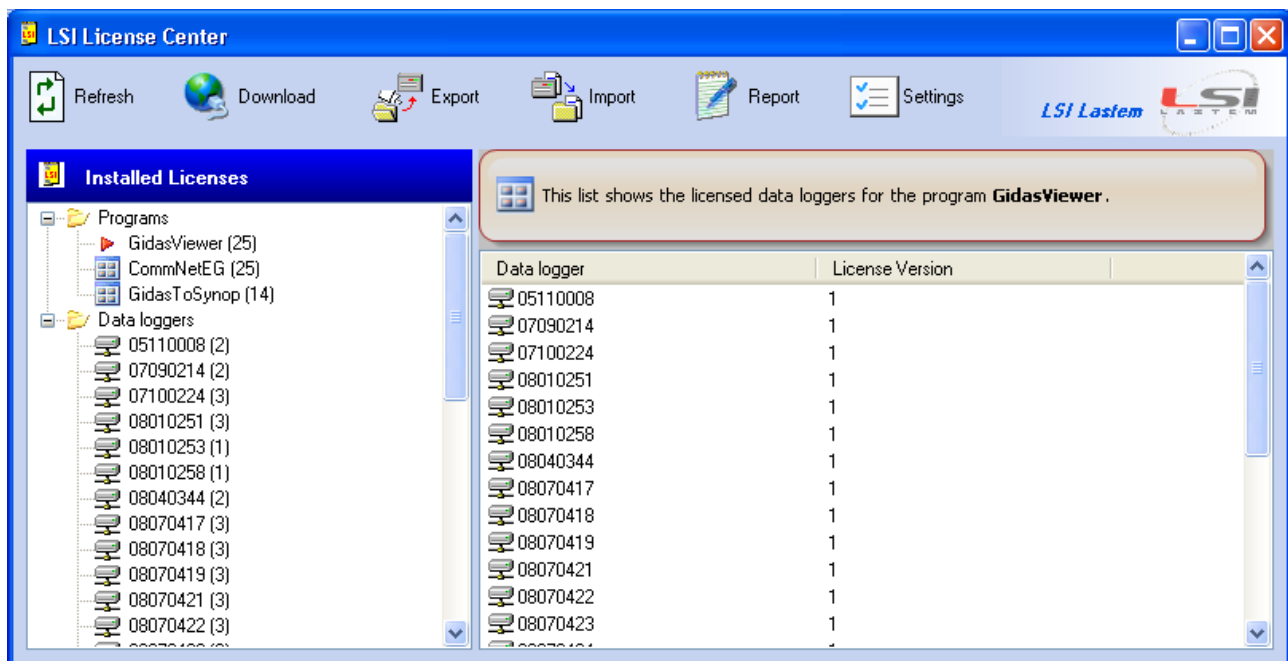 LSI License Center
Refresh Download Export Import Report Settings LSI Lastem LSI LASTEM
Installed Licenses
This list shows the licensed data loggers for the program GidasViewer.
Programs
GidasViewer (25)
CommNetEG (25)
GidasToSynop (14)
Data loggers
05110008 (2)
07090214 (2)
07100224 (3)
08010251 (3)
08010253 (1)
08010258 (1)
08040344 (2)
08070417 (3)
08070418 (3)
08070419 (3)
08070421 (3)
08070422 (3)
Data logger License Version
05110008 1
07090214 1
07100224 1
08010251 1
08010253 1
08010258 1
08040344 1
08070417 1
08070418 1
08070419 1
08070421 1
08070422 1
08070423 1